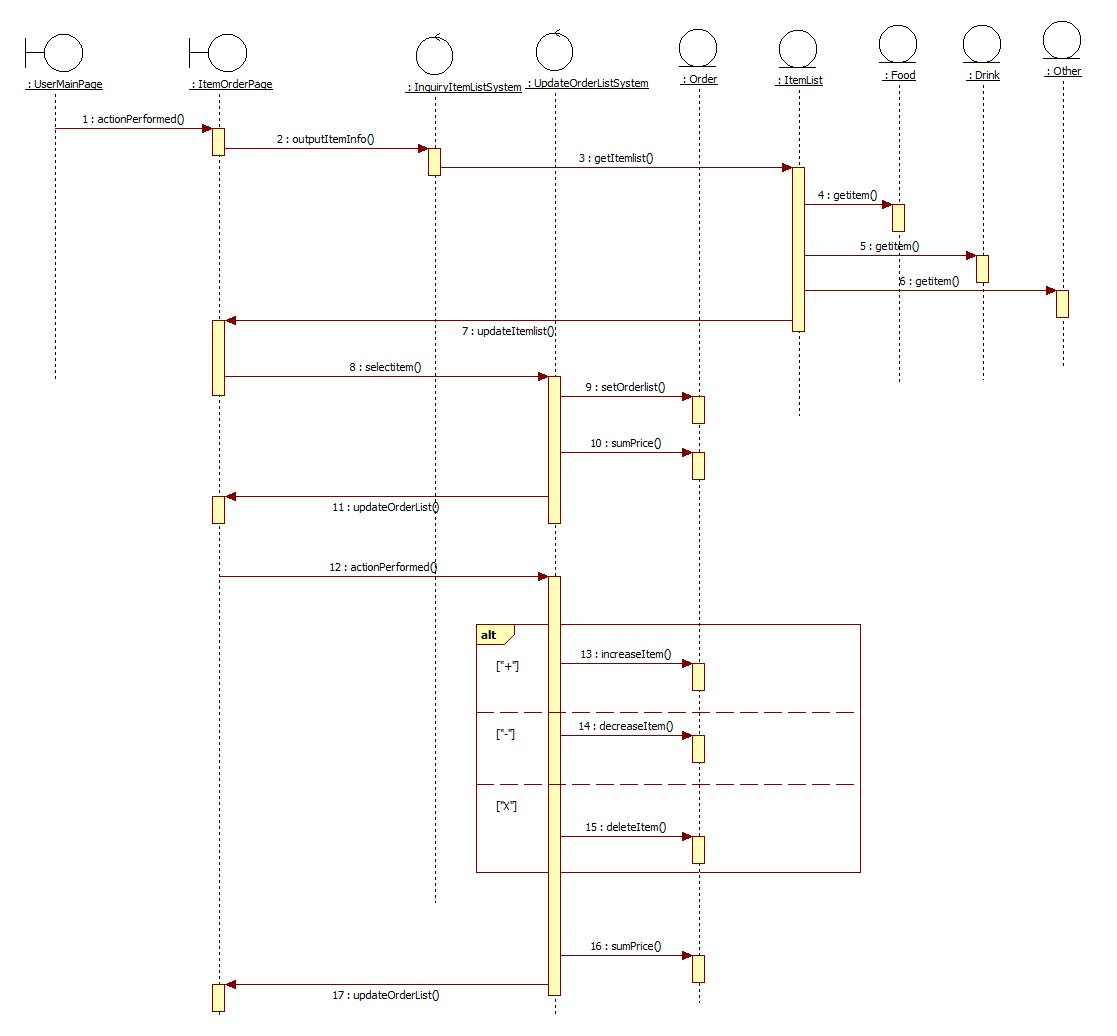 : UserMainPage
: ItemOrderPage
: InquiryItemListSystem
: UpdateOrderListSystem
: Order
: ItemList
: Food
: Drink
: Other
1 : actionPerformed()
2 : outputItemInfo()
3 : getItemlist()
4 : getitem()
5 : getitem()
6 : getitem()
7 : updateItemlist()
8 : selectitem()
9 : setOrderlist()
10 : sumPrice()
11 : updateOrderList()
12 : actionPerformed()
alt
["+"]
13 : increaseItem()
["-"]
14 : decreaseItem()
["X"]
15 : deleteItem()
16 : sumPrice()
17 : updateOrderList()